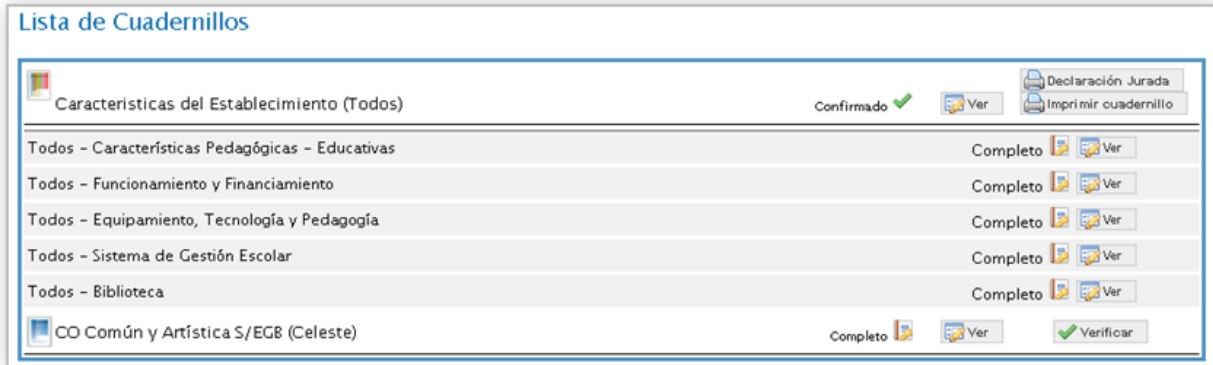 Lista de Cuadernillos
Declaración Jurada
Caracteristicas del Establecimiento (Todos) Confirmado Ver Imprimir cuadernillo
Todos - Características Pedagógicas - Educativas Completo Ver
Todos - Funcionamiento y Financiamiento Completo Ver
Todos - Equipamiento, Tecnología y Pedagogía Completo Ver
Todos - Sistema de Gestión Escolar Completo Ver
Todos - Biblioteca Completo Ver
CO Común y Artística S/EGB (Celeste) Completo Ver Verificar